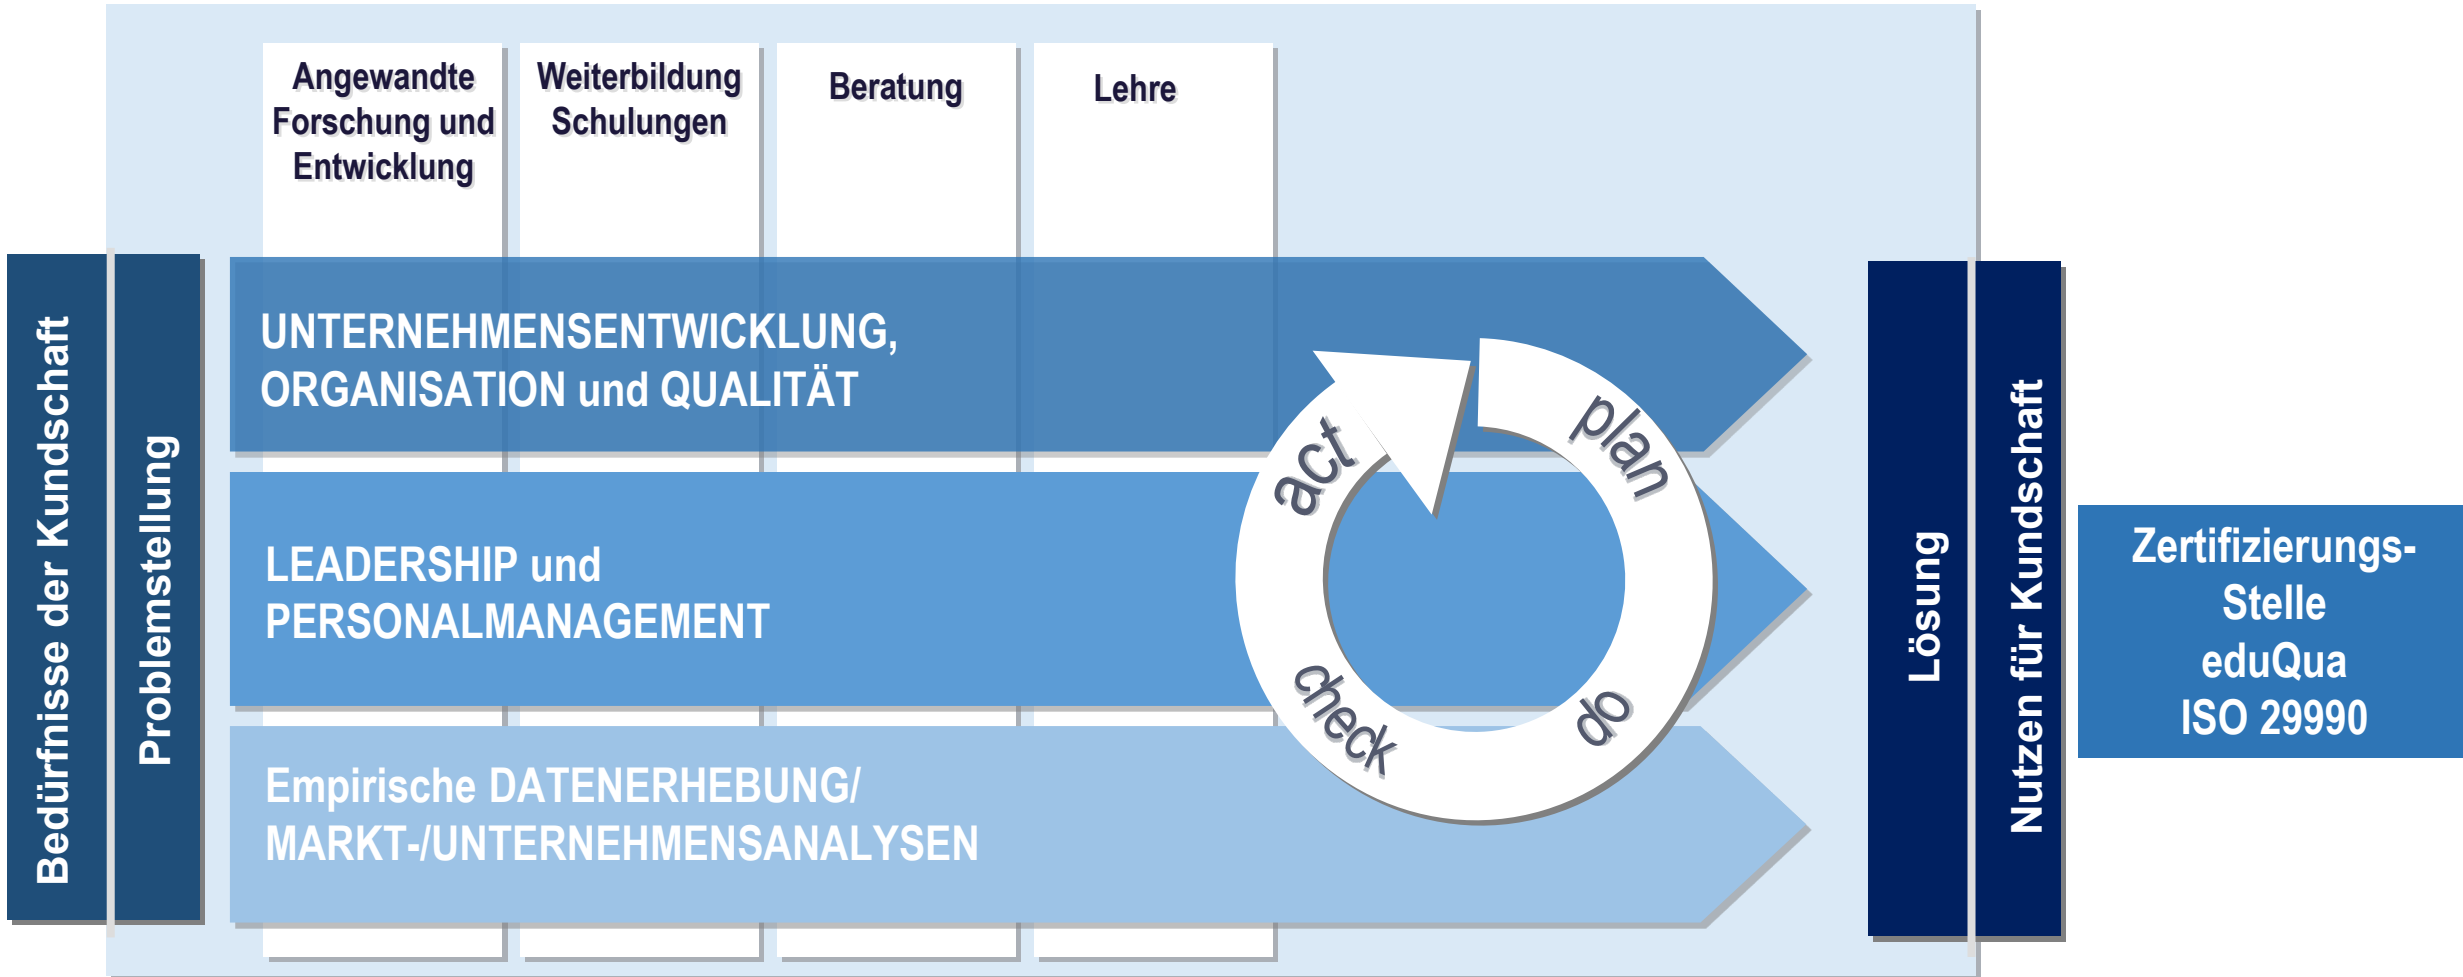 Angewandte
Forschung und
Entwicklung
Weiterbildung
Schulungen
Beratung
Lehre
Bedürfnisse der Kundschaft
Problemstellung
UNTERNEHMENSENTWICKLUNG,
ORGANISATION und QUALITÄT
LEADERSHIP und
PERSONALMANAGEMENT
Empirische DATENERHEBUNG/
MARKT-/UNTERNEHMENSANALYSEN
plan
do
check
act
Lösung
Nutzen für Kundschaft
Zertifizierungs-
Stelle
eduQua
ISO 29990